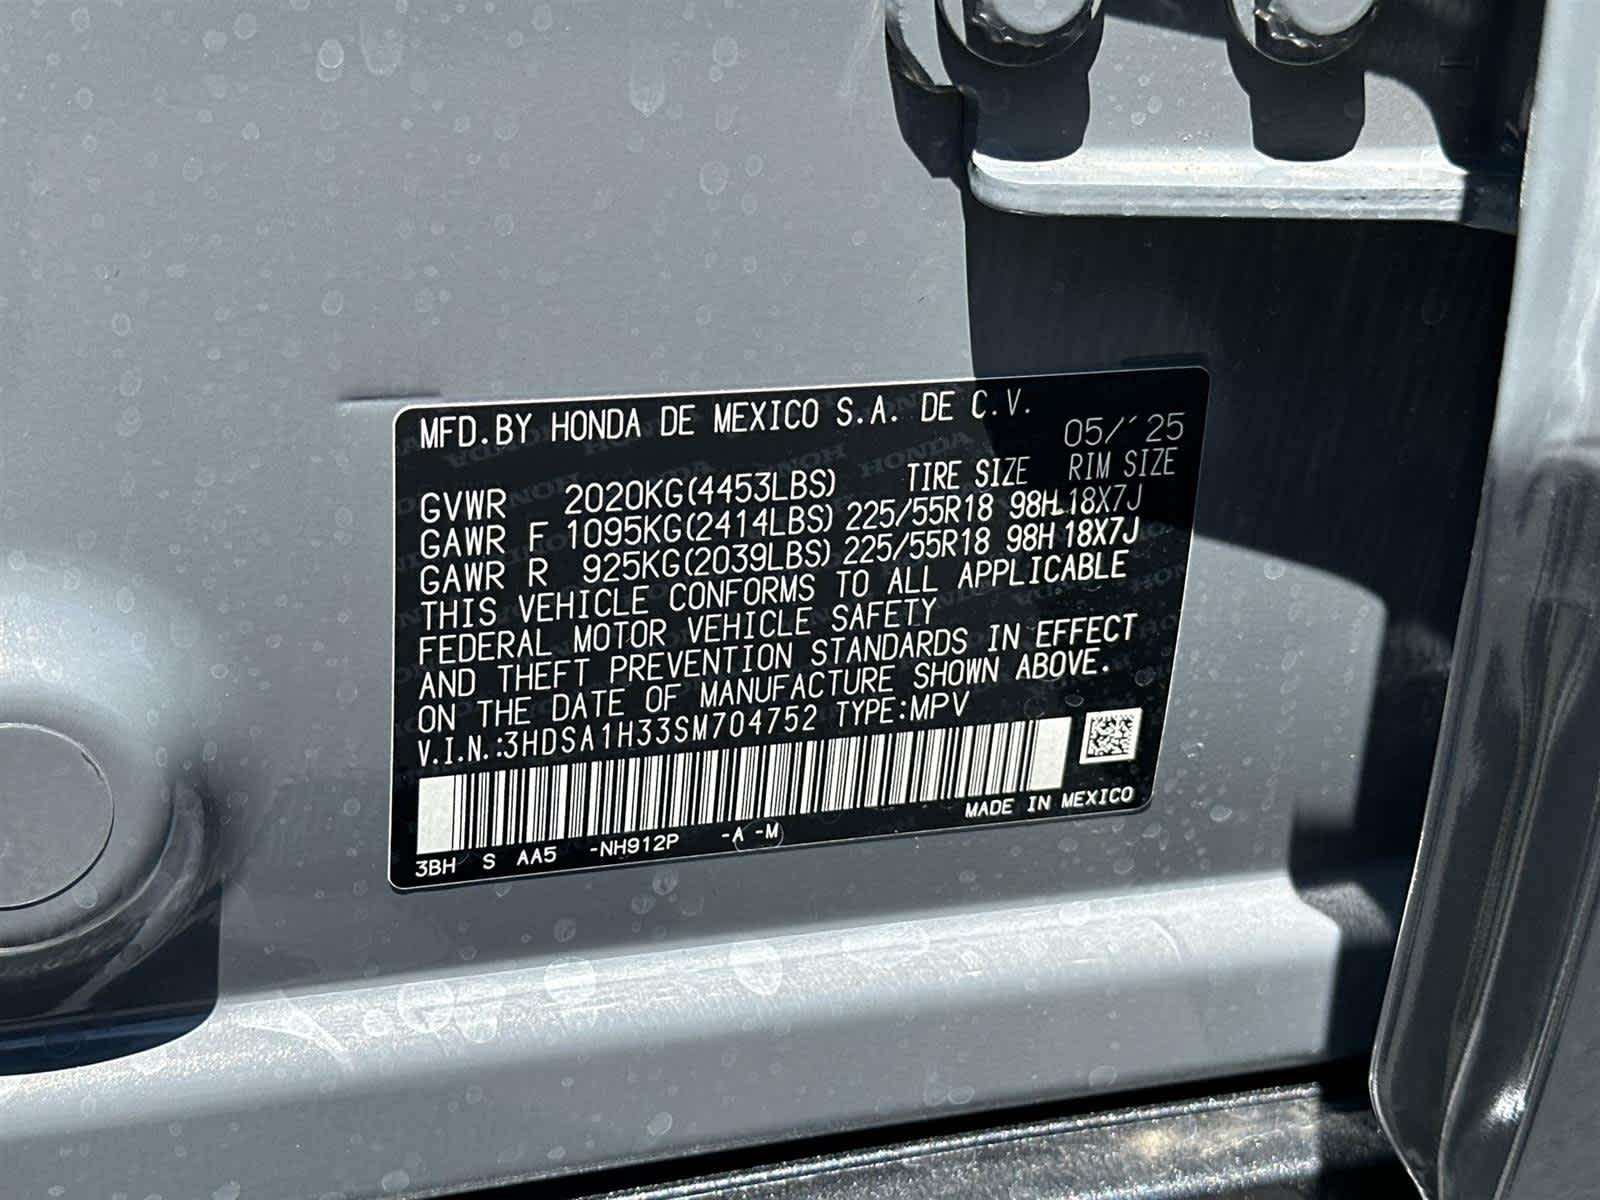 MFD.BY HONDA DE MEXICO S.A. DE C.V.
05/´25
TIRE SIZE RIM SIZE
GVWR 2020KG(4453LBS)
GAWR F 1095KG(2414LBS) 225/55R18 98H 18X7J
GAWR R 925KG(2039LBS) 225/55R18 98H 18X7J
THIS VEHICLE CONFORMS TO ALL APPLICABLE
FEDERAL MOTOR VEHICLE SAFETY
AND THEFT PREVENTION STANDARDS IN EFFECT
ON THE DATE OF MANUFACTURE SHOWN ABOVE.
V.I.N.:3HDSA1H33SM704752 TYPE:MPV
MADE IN MEXICO
3BH S AA5 -NH912P -A -M